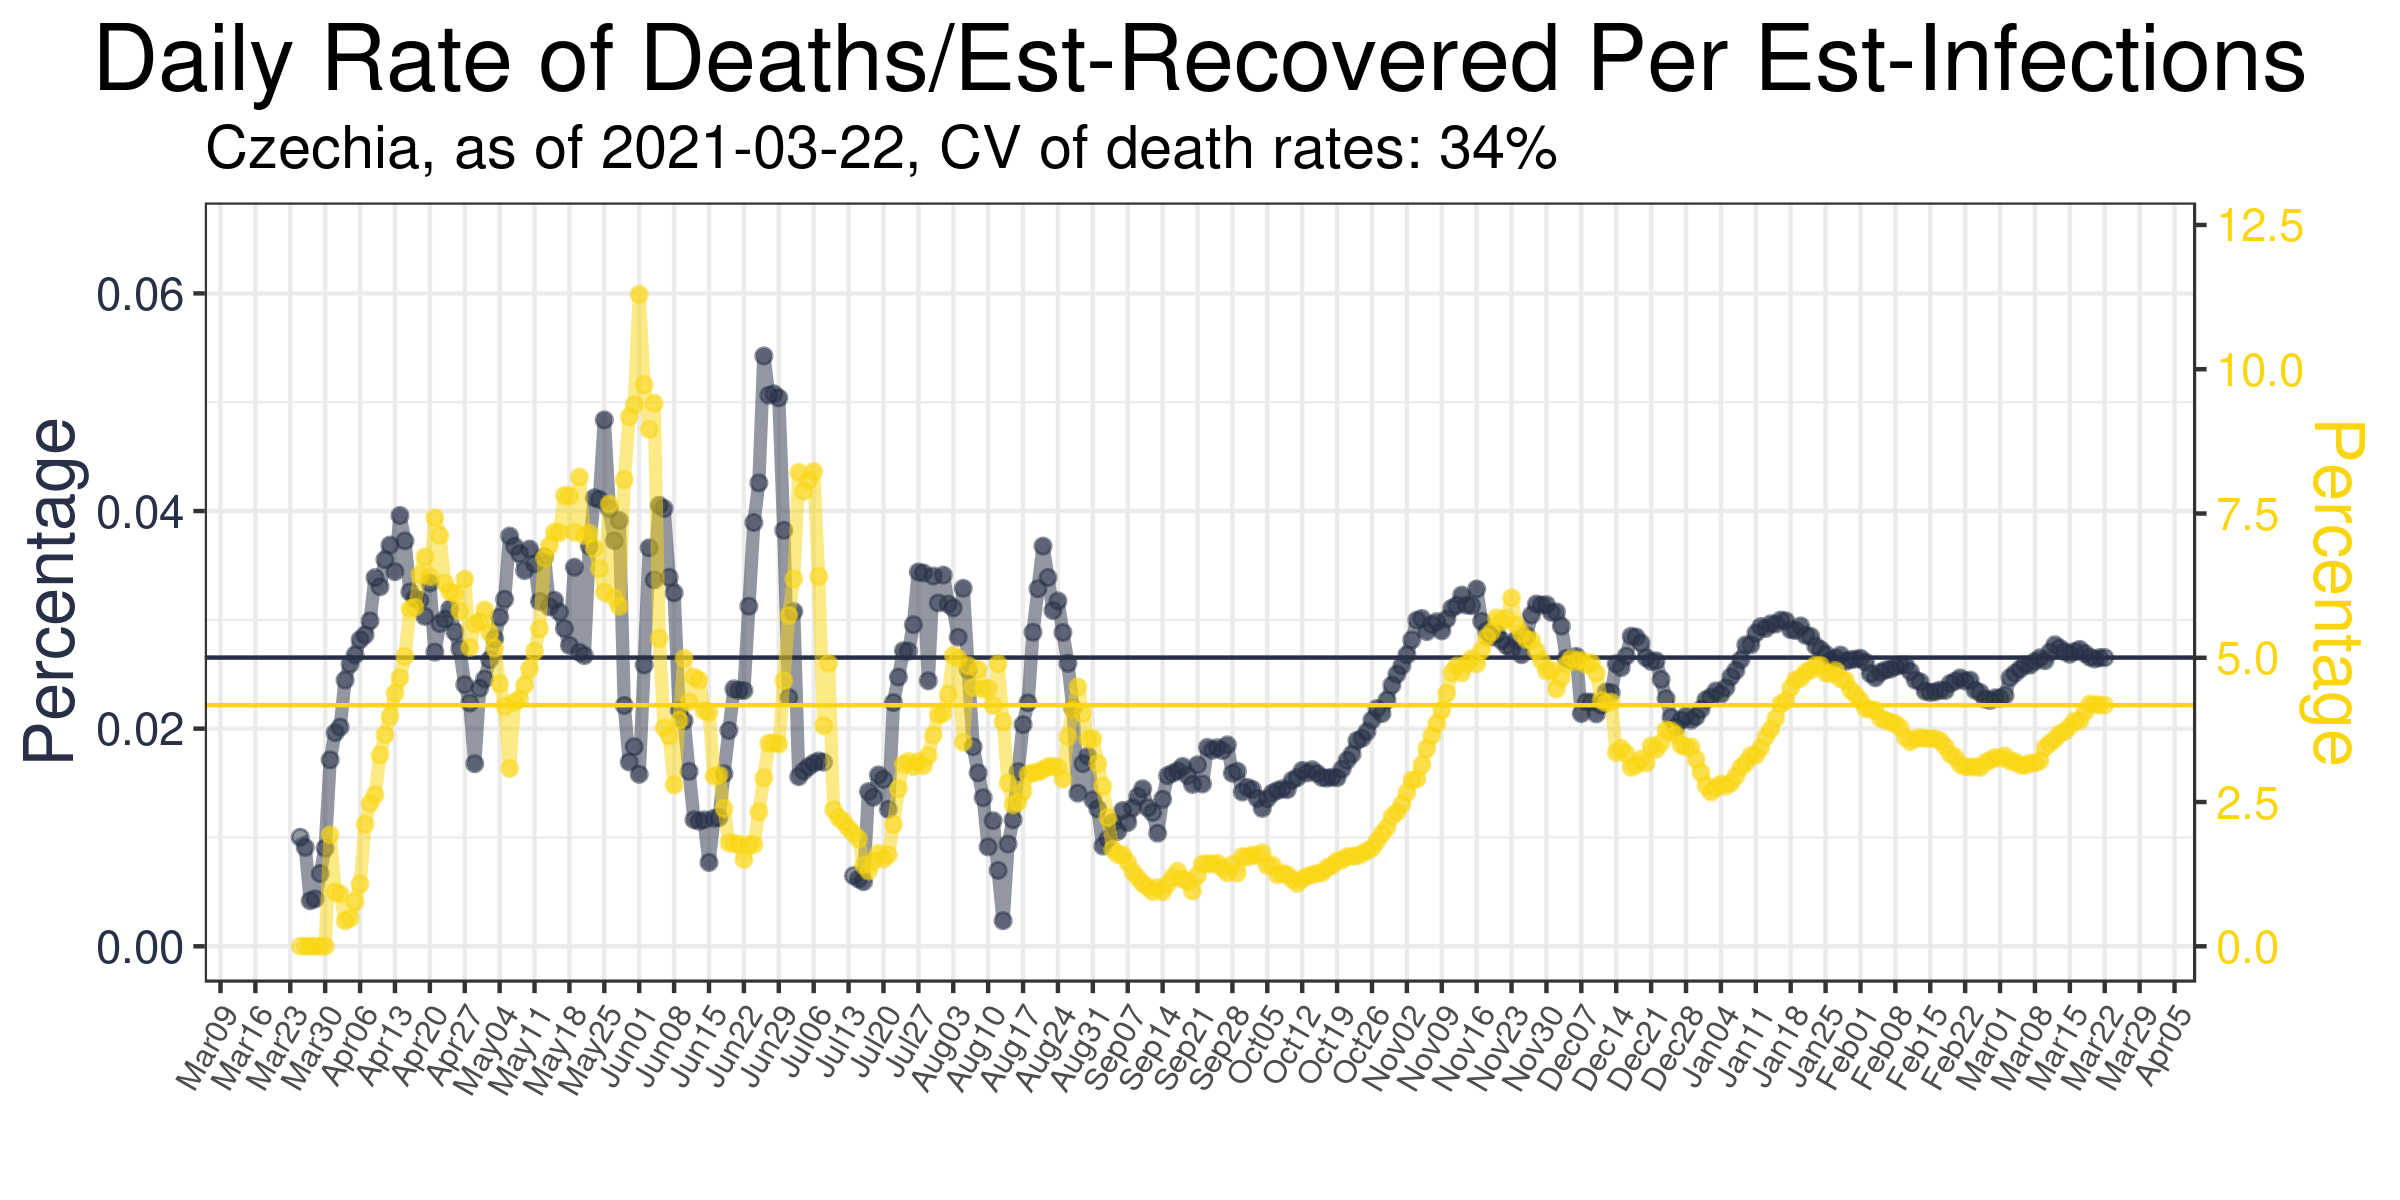 Daily Rate of Deaths/Est-Recovered Per Est-Infections
Czechia, as of 2021-03-22, CV of death rates: 34%
Percentage
0.06
0.04
0.02
0.00
12.5
10.0
7.5
5.0
2.5
0.0
Percentage
Mar09
Mar16
Mar23
Mar30
Apr06
Apr13
Apr20
Apr27
May04
May11
May18
May25
Jun01
Jun08
Jun15
Jun22
Jun29
Jul06
Jul13
Jul20
Jul27
Aug03
Aug10
Aug17
Aug24
Aug31
Sep07
Sep14
Sep21
Sep28
Oct05
Oct12
Oct19
Oct26
Nov02
Nov09
Nov16
Nov23
Nov30
Dec07
Dec14
Dec21
Dec28
Jan04
Jan11
Jan18
Jan25
Feb01
Feb08
Feb15
Feb22
Mar01
Mar08
Mar15
Mar22
Mar29
Apr05